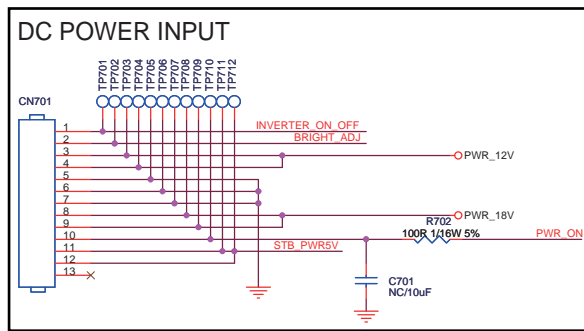 DC POWER INPUT
TP701
TP702
TP703
TP704
TP705
TP706
TP707
TP708
TP709
TP710
TP711
TP712
CN701
1
2
3
4
5
6
7
8
9
10
11
12
13
INVERTER_ON_OFF
BRIGHT_ADJ
PWR_12V
PWR_18V
R702
100R 1/16W 5%
PWR_ON
STB_PWR5V
C701
NC/10uF